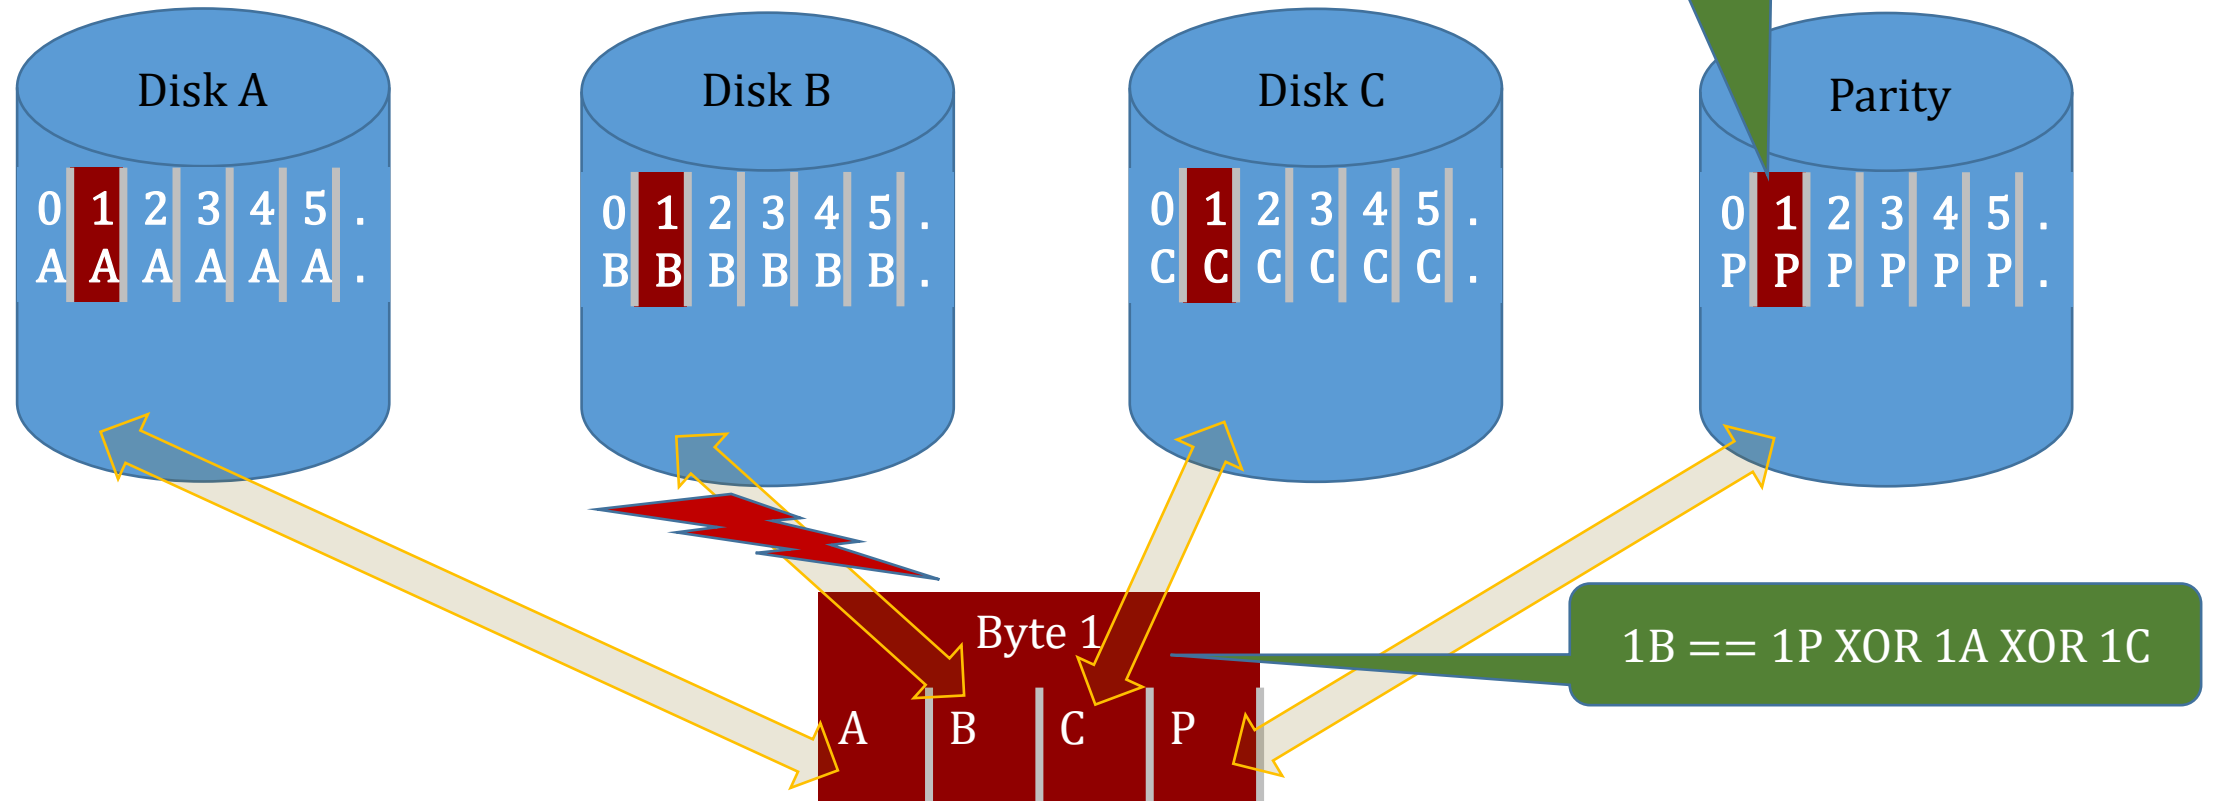 Disk A
0 1 2 3 4 5 .
A A A A A A .
Disk B
0 1 2 3 4 5 .
B B B B B B .
Disk C
0 1 2 3 4 5 .
C C C C C C .
Parity
0 1 2 3 4 5 .
P P P P P P .
Byte 1
A B C P
1B == 1P XOR 1A XOR 1C